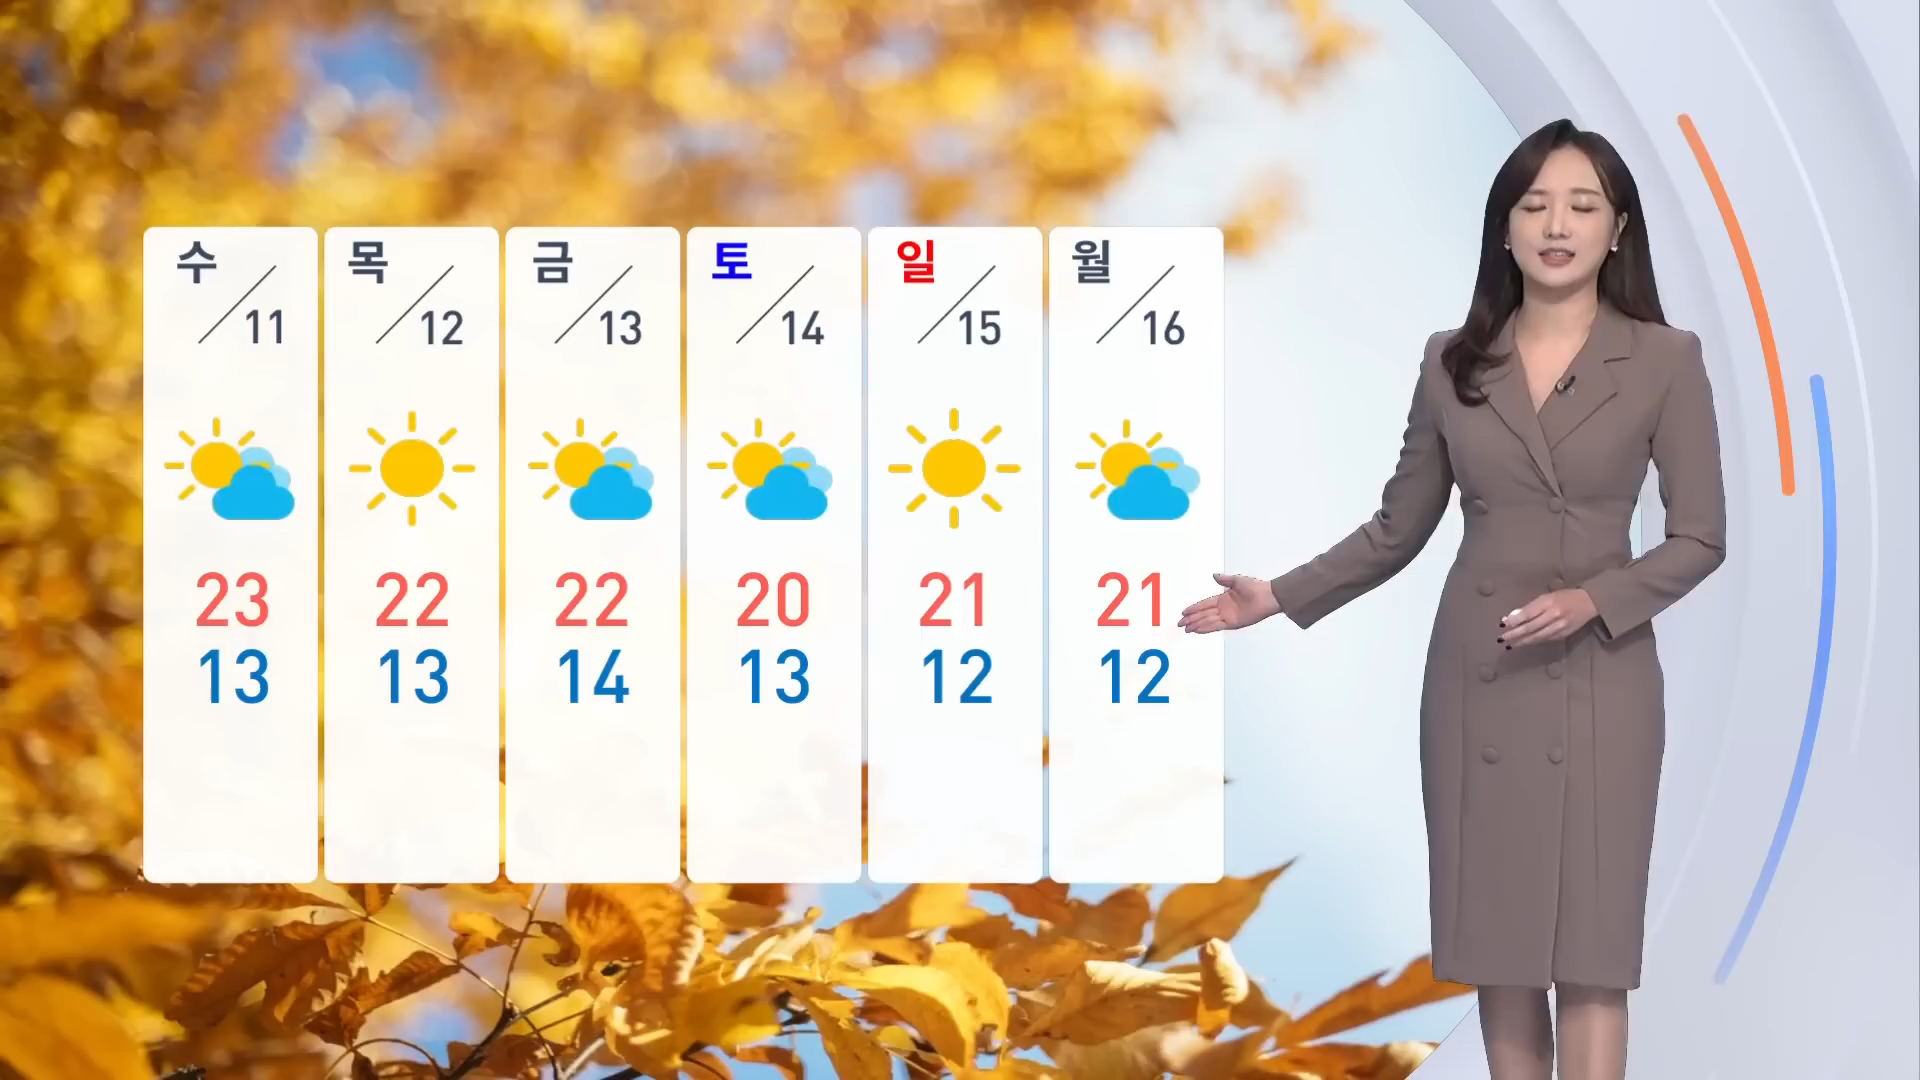 수 / 11
목 / 12
금 / 13
토 / 14
일 / 15
월 / 16
23 22 22 20 21 21
13 13 14 13 12 12